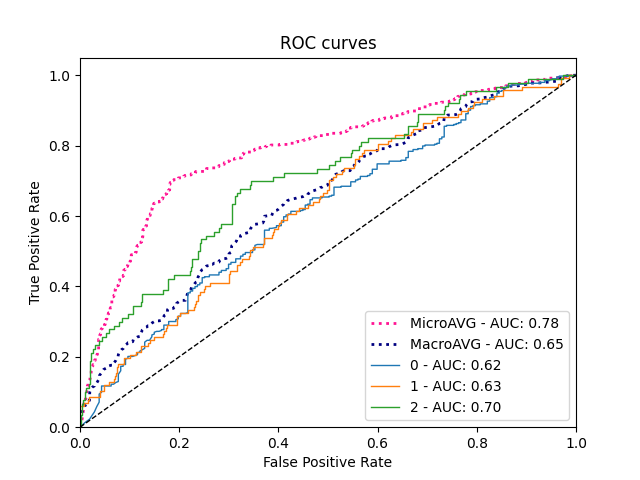 ROC curves
1.0
0.8
0.6
0.4
0.2
0.0
True Positive Rate
MicroAVG - AUC: 0.78
MacroAVG - AUC: 0.65
0 - AUC: 0.62
1 - AUC: 0.63
2 - AUC: 0.70
0.0 0.2 0.4 0.6 0.8 1.0
False Positive Rate